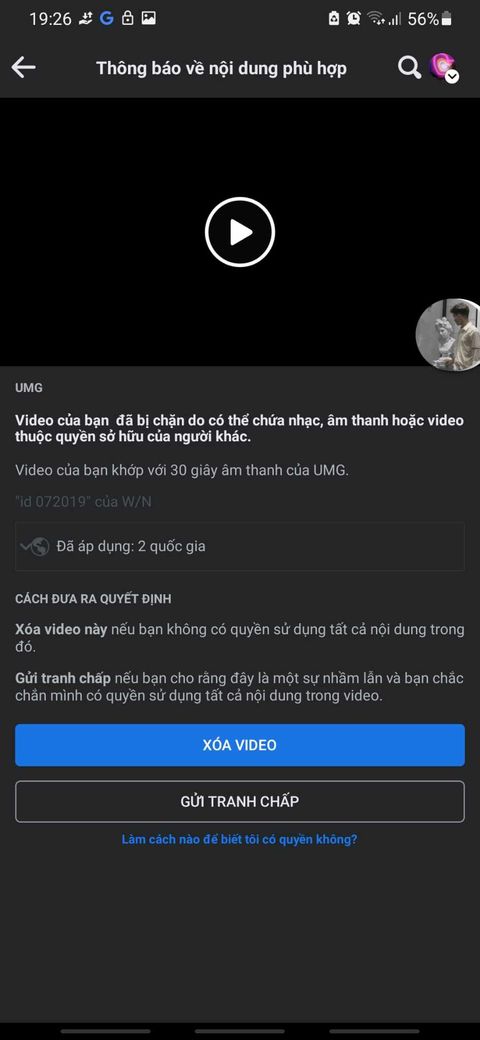 19:26
56%
Thông báo về nội dung phù hợp
UMG
Video của bạn đã bị chặn do có thể chứa nhạc, âm thanh hoặc video
thuộc quyền sở hữu của người khác.
Video của bạn khớp với 30 giây âm thanh của UMG.
"id 072019" của W/N
Đã áp dụng: 2 quốc gia
CÁCH ĐƯA RA QUYẾT ĐỊNH
Xóa video này nếu bạn không có quyền sử dụng tất cả nội dung trong
đó.
Gửi tranh chấp nếu bạn cho rằng đây là một sự nhầm lẫn và bạn chắc
chắn mình có quyền sử dụng tất cả nội dung trong video.
XÓA VIDEO
GỬI TRANH CHẤP
Làm cách nào để biết tôi có quyền không?